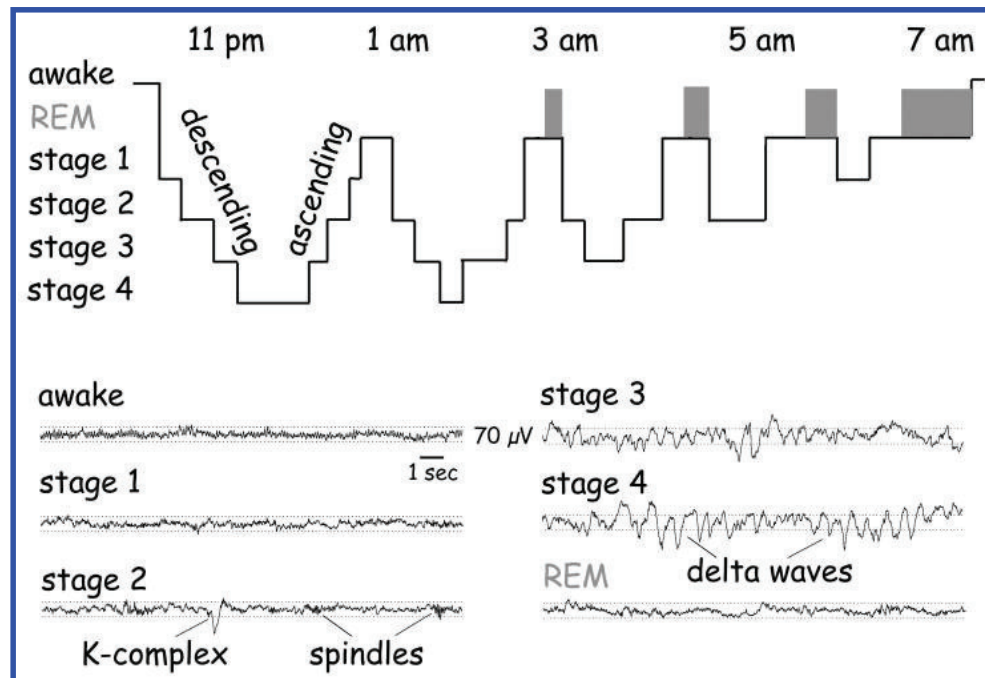 11 pm 1 am 3 am 5 am 7 am
awake
REM
stage 1
stage 2
stage 3
stage 4
descending
ascending
awake
70 μV
1 sec
stage 1
stage 2
K-complex
spindles
stage 3
stage 4
delta waves
REM